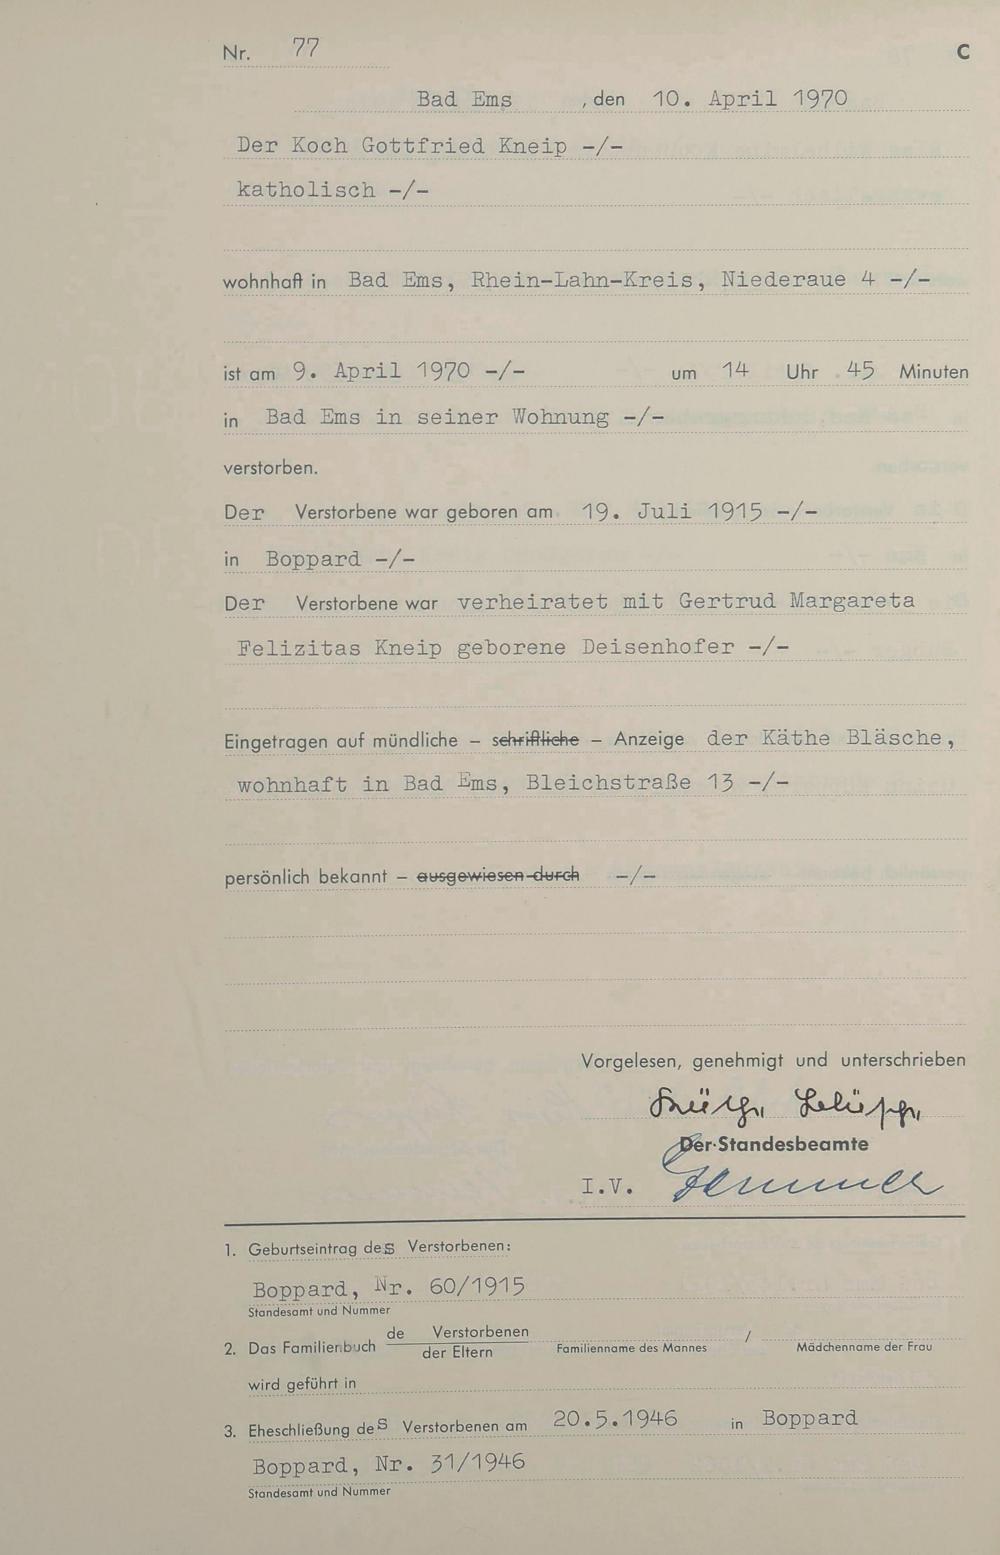 Nr. 77 C
Bad Ems , den 10. April 1970
Der Koch Gottfried Kneip -/-
katholisch -/-
wohnhaft in Bad Ems, Rhein-Lahn-Kreis, Niederaue 4 -/-
ist am 9. April 1970 -/- um 14 Uhr 45 Minuten
in Bad Ems in seiner Wohnung -/-
verstorben.
Der Verstorbene war geboren am 19. Juli 1915 -/-
in Boppard -/-
Der Verstorbene war verheiratet mit Gertrud Margareta
Felizitas Kneip geborene Deisenhofer -/-
Eingetragen auf mündliche – schriftliche – Anzeige der Käthe Bläsche,
wohnhaft in Bad Ems, Bleichstraße 13 -/-
persönlich bekannt – ausgewiesen durch -/-
Vorgelesen, genehmigt und unterschrieben
Der Standesbeamte
I.V.
1. Geburtseintrag des Verstorbenen:
Boppard, Nr. 60/1915
Standesamt und Nummer
de Verstorbenen /
2. Das Familienbuch der Eltern Familienname des Mannes Mädchenname der Frau
wird geführt in
3. Eheschließung des Verstorbenen am 20.5.1946 in Boppard
Boppard, Nr. 31/1946
Standesamt und Nummer